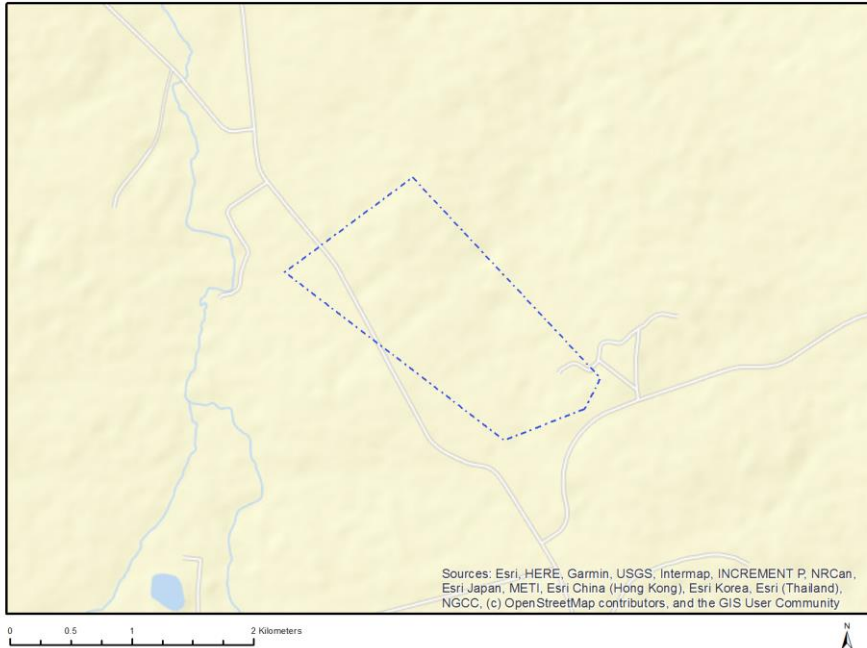 Sources: Esri, HERE, Garmin, USGS, Intermap, INCREMENT P, NRCan,
Esri Japan, METI, Esri China (Hong Kong), Esri Korea, Esri (Thailand),
NGCC, (c) OpenStreetMap contributors, and the GIS User Community
0 0.5 1 2 Kilometers
N